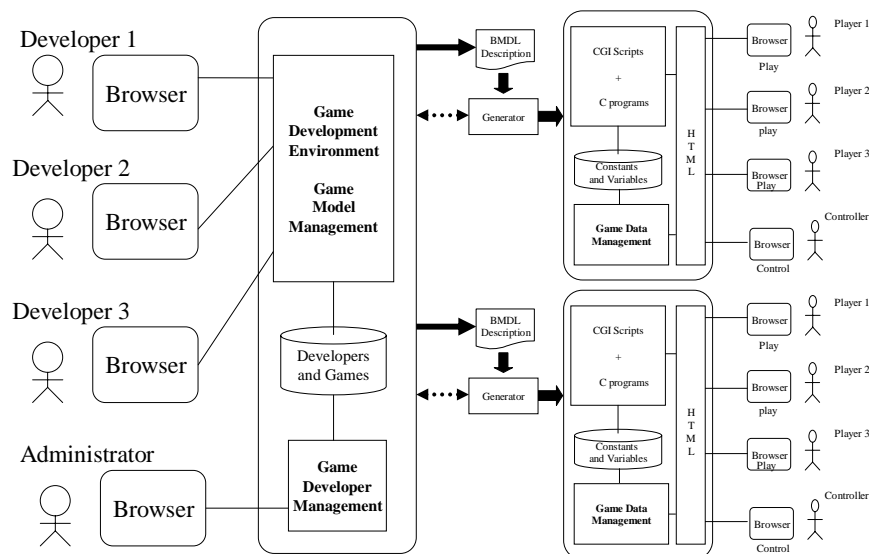 Developer 1
Browser
Developer 2
Browser
Developer 3
Browser
Administrator
Browser
Game
Development
Environment
Game
Model
Management
Developers
and Games
Game
Developer
Management
BMDL
Description
Generator
CGI Scripts
+
C programs
Constants
and Variables
Game Data
Management
H
T
M
L
Browser
Play
Player 1
Browser
play
Player 2
Browser
Play
Player 3
Browser
Control
Controller
BMDL
Description
Generator
CGI Scripts
+
C programs
Constants
and Variables
Game Data
Management
H
T
M
L
Browser
Play
Player 1
Browser
play
Player 2
Browser
Play
Player 3
Browser
Control
Controller